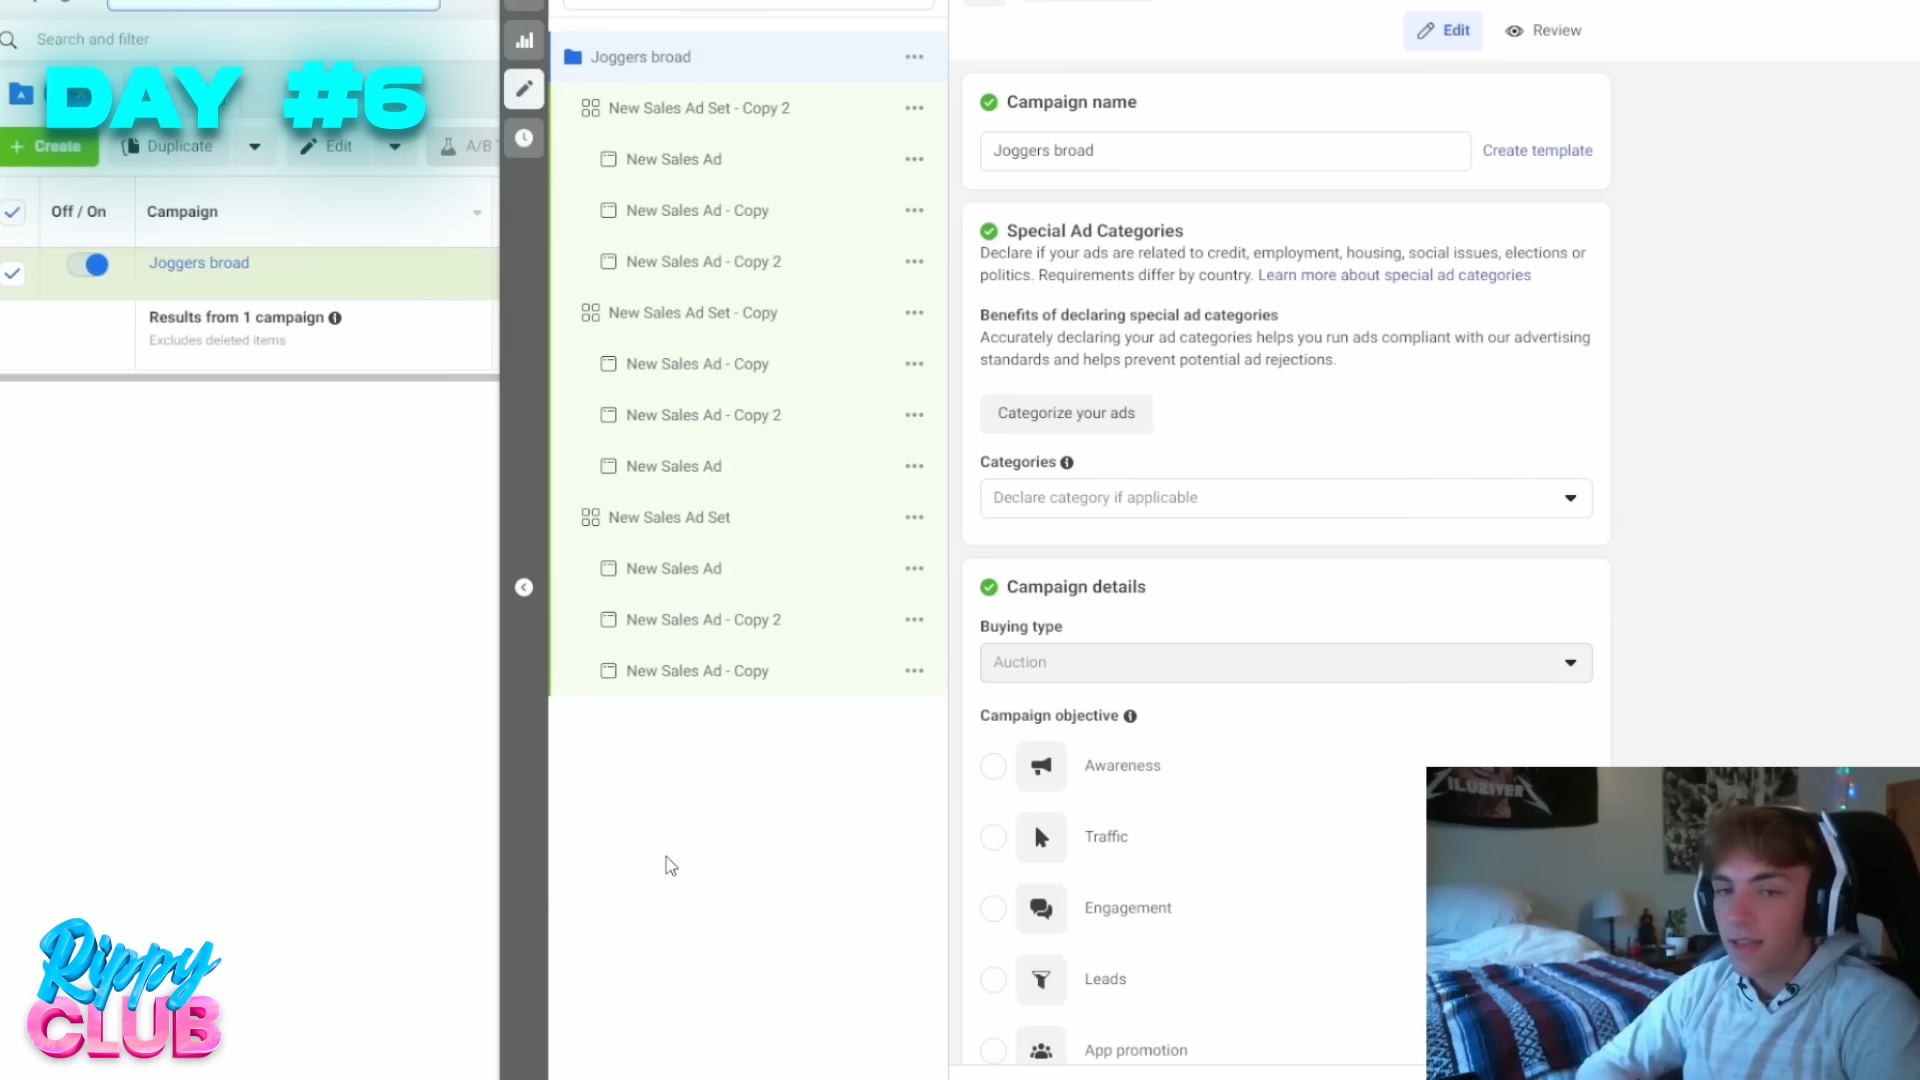 Search and filter
DAY #6
Create
Duplicate
Edit
A/B
Off / On
Campaign
Joggers broad
Results from 1 campaign
Excludes deleted items
Rippy
CLUB
Joggers broad
New Sales Ad Set - Copy 2
New Sales Ad
New Sales Ad - Copy
New Sales Ad - Copy 2
New Sales Ad Set - Copy
New Sales Ad - Copy
New Sales Ad - Copy 2
New Sales Ad
New Sales Ad Set
New Sales Ad
New Sales Ad - Copy 2
New Sales Ad - Copy
Edit
Review
Campaign name
Joggers broad
Create template
Special Ad Categories
Declare if your ads are related to credit, employment, housing, social issues, elections or
politics. Requirements differ by country. Learn more about special ad categories
Benefits of declaring special ad categories
Accurately declaring your ad categories helps you run ads compliant with our advertising
standards and helps prevent potential ad rejections.
Categorize your ads
Categories
Declare category if applicable
Campaign details
Buying type
Auction
Campaign objective
Awareness
Traffic
Engagement
Leads
App promotion